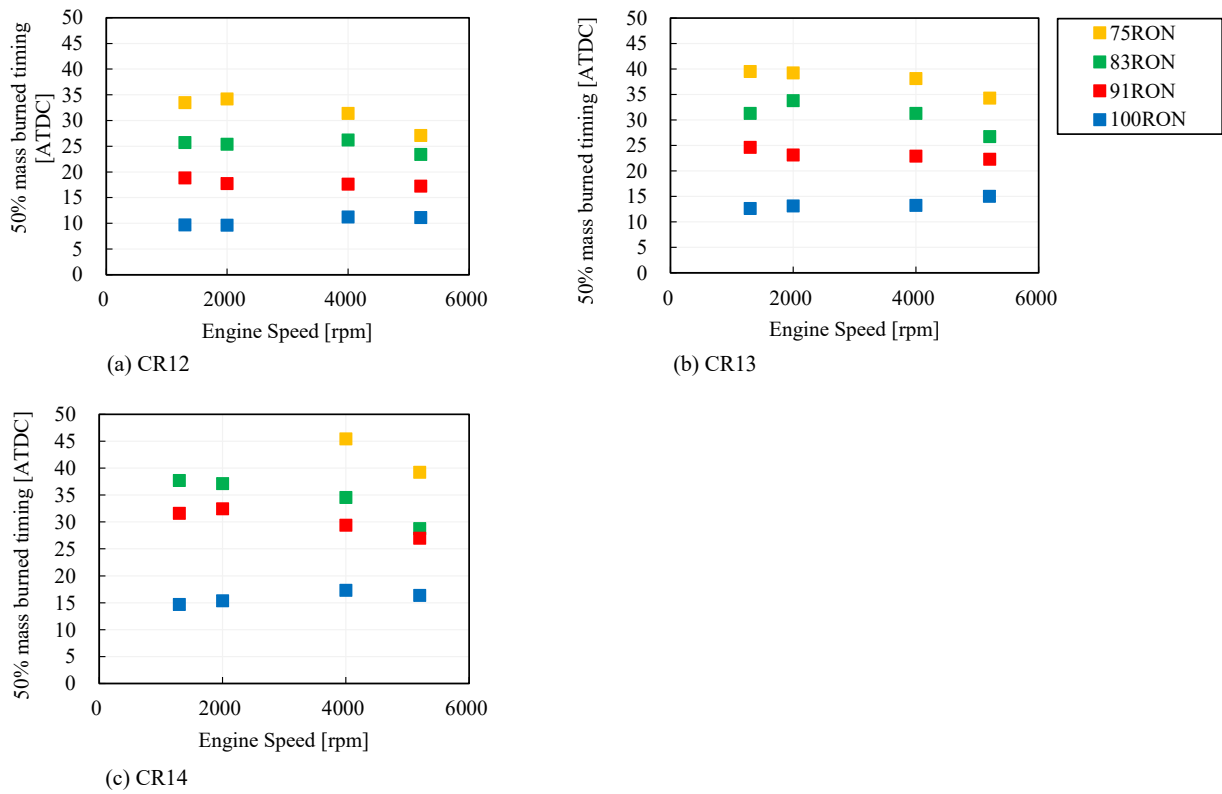 50% mass burned timing
[ATDC]
50
45
40
35
30
25
20
15
10
5
0
0 2000 4000 6000
Engine Speed [rpm]
(a) CR12
50% mass burned timing [ATDC]
50
45
40
35
30
25
20
15
10
5
0
0 2000 4000 6000
Engine Speed [rpm]
(b) CR13
75RON
83RON
91RON
100RON
50% mass burned timing [ATDC]
50
45
40
35
30
25
20
15
10
5
0
0 2000 4000 6000
Engine Speed [rpm]
(c) CR14